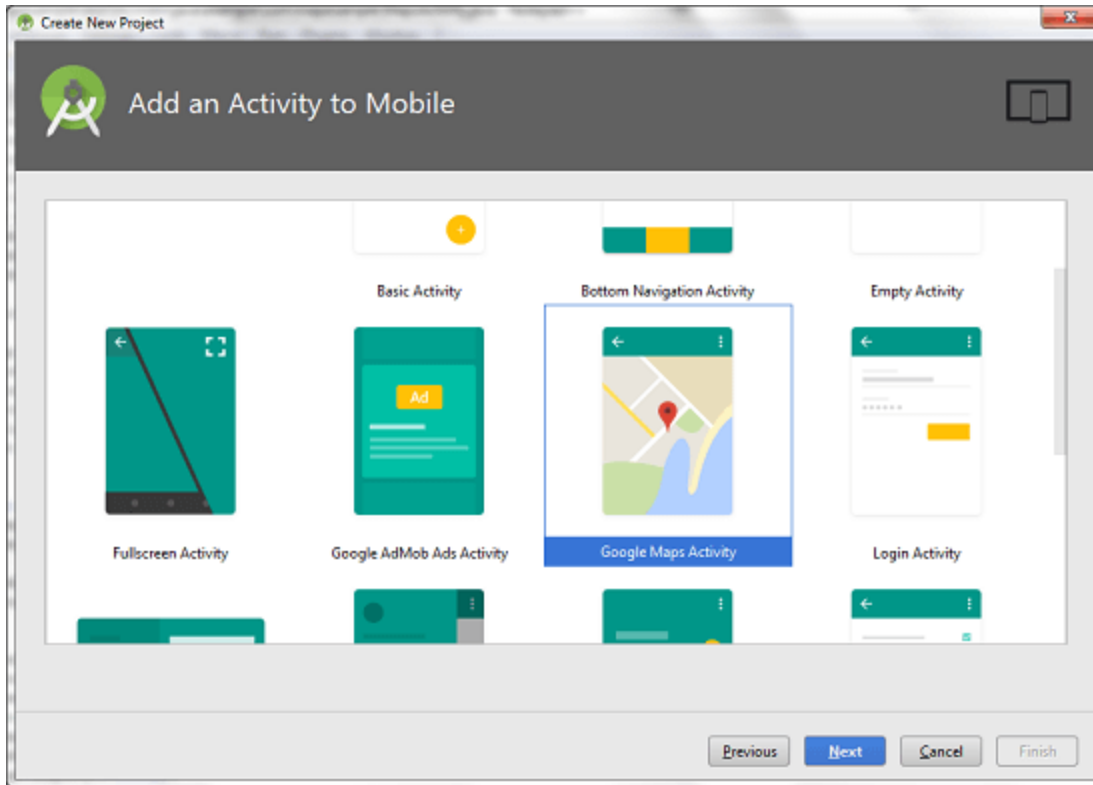 Create New Project
Add an Activity to Mobile
Basic Activity
Bottom Navigation Activity
Empty Activity
Ad
Fullscreen Activity
Google AdMob Ads Activity
Google Maps Activity
Login Activity
Previous
Next
Cancel
Finish